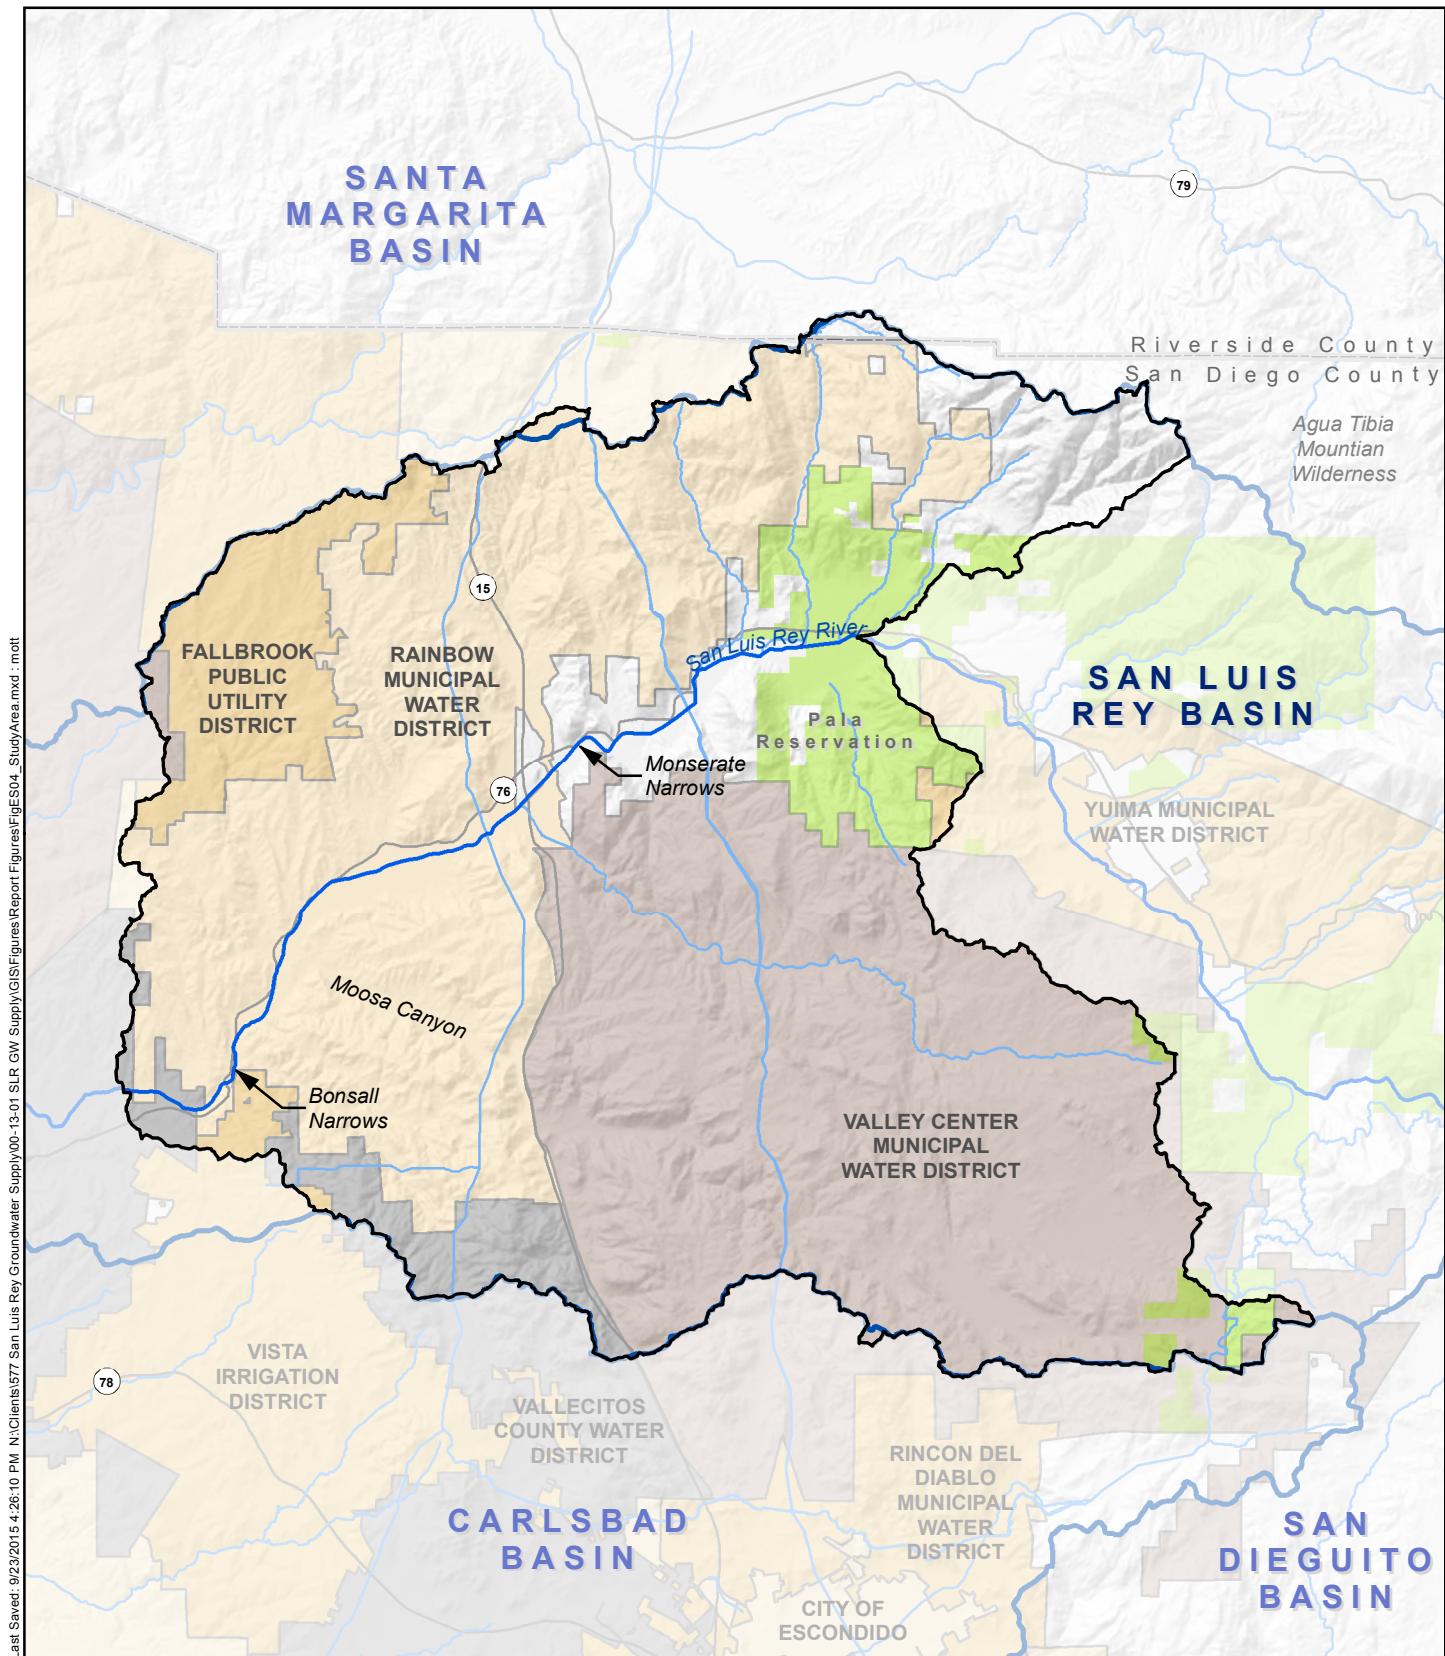 SANTA
MARGARITA
BASIN
79
Riverside County
San Diego County
Agua Tibia
Mountian
Wilderness
15
FALLBROOK
PUBLIC
UTILITY
DISTRICT
RAINBOW
MUNICIPAL
WATER
DISTRICT
San Luis Rey River
SAN LUIS
REY BASIN
Pala
Reservation
Monserate
Narrows
76
YUIMA MUNICIPAL
WATER DISTRICT
Moosa Canyon
Bonsall
Narrows
VALLEY CENTER
MUNICIPAL
WATER DISTRICT
VISTA
IRRIGATION
DISTRICT
78
VALLECITOS
COUNTY WATER
DISTRICT
RINCON DEL
DIABLO
MUNICIPAL
WATER
DISTRICT
CARLSBAD
BASIN
SAN
DIEGUITO
BASIN
CITY OF
ESCONDIDO
Last Saved: 9/23/2015 4:26:10 PM N:\Clients\577 San Luis Rey Groundwater Supply\00-13-01 SLR GW Supply\GIS\Figures\Report Figures\FigES04_StudyArea.mxd : mott